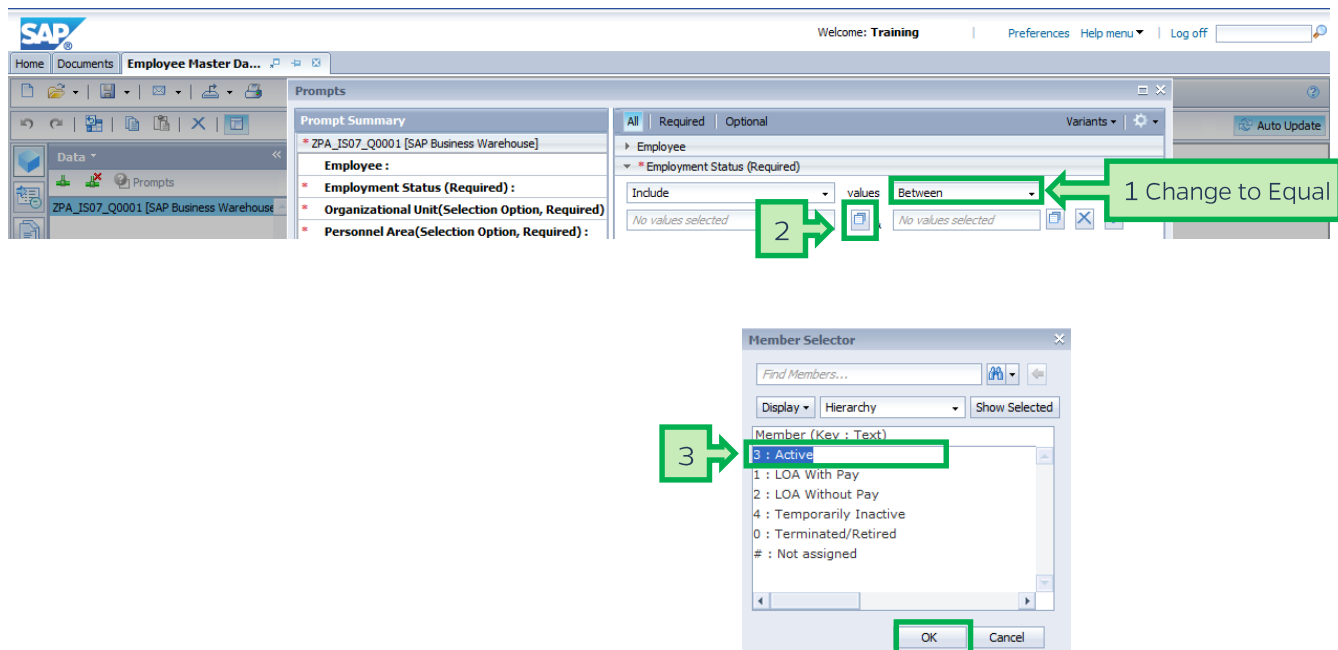 SAP®
Welcome: Training | Preferences Help menu | Log off
Home Documents Employee Master Da...
Prompts
Prompt Summary
All Required Optional Variants
Auto Update
* ZPA_IS07_Q0001 [SAP Business Warehouse]
Employee
Data
Employee :
* Employment Status (Required)
Prompts
* Employment Status (Required) :
Include values Between
1 Change to Equal
ZPA_IS07_Q0001 [SAP Business Warehouse
* Organizational Unit(Selection Option, Required)
No values selected
No values selected
2
* Personnel Area(Selection Option, Required) :
Member Selector
Find Members...
Display Hierarchy Show Selected
Member (Key : Text)
3
3 : Active
1 : LOA With Pay
2 : LOA Without Pay
4 : Temporarily Inactive
0 : Terminated/Retired
# : Not assigned
OK Cancel